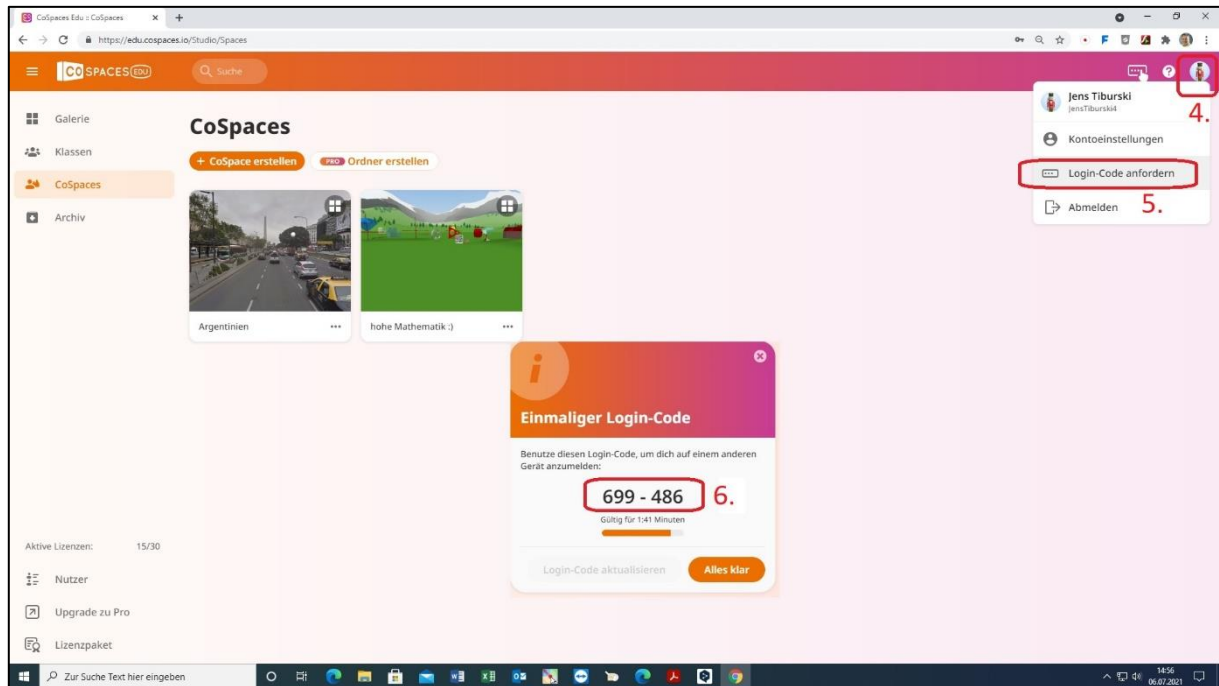 CoSpaces Edu :: CoSpaces
https://edu.cospaces.io/Studio/Spaces
CO SPACES EDU
Suche
4.
Jens Tiburski
JensTiburski4
Kontoeinstellungen
Login-Code anfordern
5.
Abmelden
Galerie
Klassen
CoSpaces
Archiv
CoSpaces
+ CoSpace erstellen
PRO Ordner erstellen
Argentinien
hohe Mathematik :)
Einmaliger Login-Code
Benutze diesen Login-Code, um dich auf einem anderen
Gerät anzumelden:
699 - 486
6.
Gültig für 1:41 Minuten
Login-Code aktualisieren
Alles klar
Aktive Lizenzen: 15/30
Nutzer
Upgrade zu Pro
Lizenzpaket
Zur Suche Text hier eingeben
14:56
06.07.2021